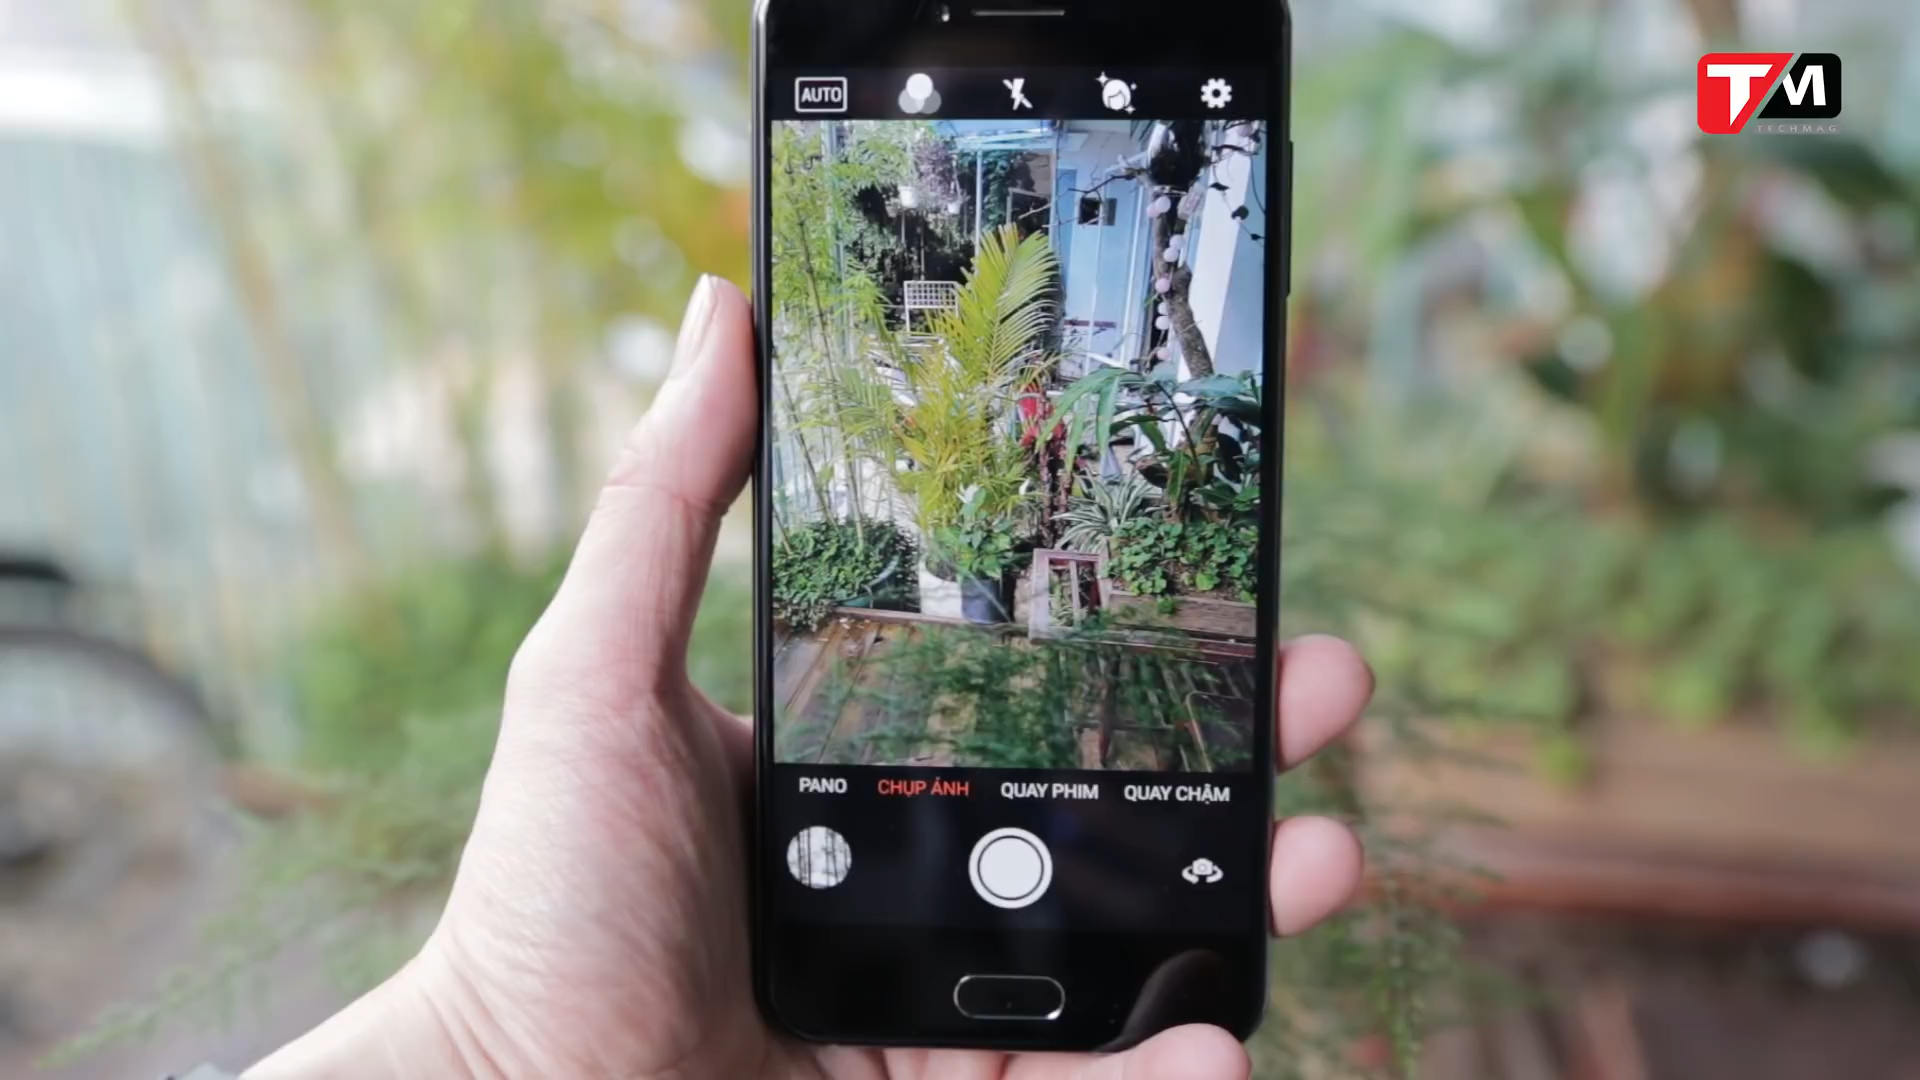 TM
TECHMAG
AUTO
PANO CHỤP ẢNH QUAY PHIM QUAY CHẬM